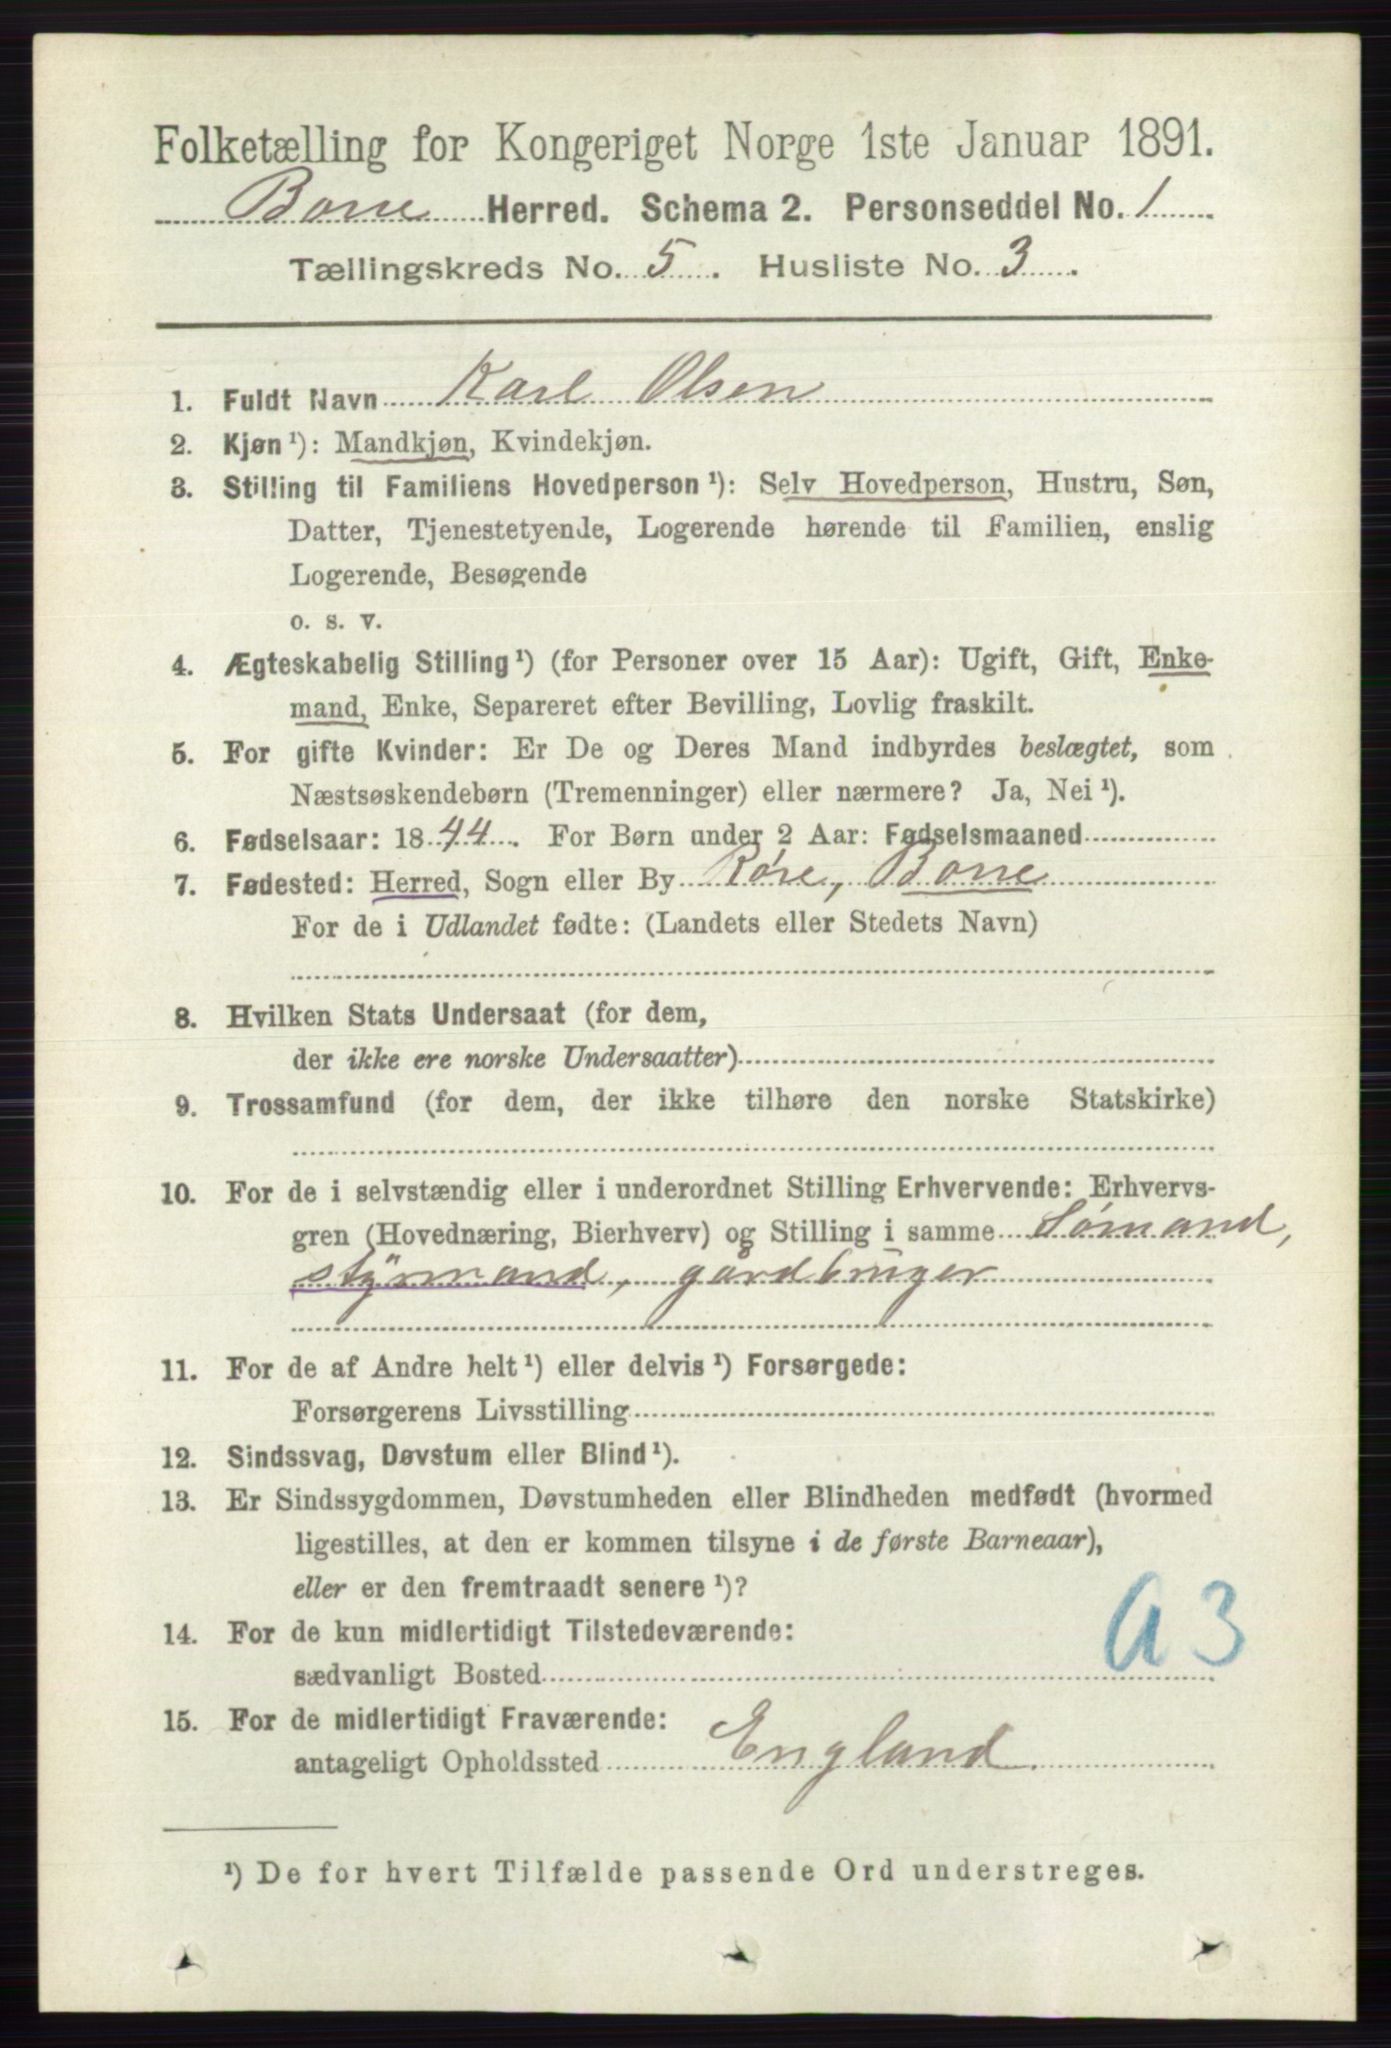 Folketælling for Kongeriget Norge 1ste Januar 1891.
Borre Herred. Schema 2. Personseddel No. 1
Tællingskreds No. 5. Husliste No. 3.
1. Fuldt Navn Karl Olsen
2. Kjøn ¹): Mandkjøn, Kvindekjøn.
3. Stilling til Familiens Hovedperson ¹): Selv Hovedperson, Hustru, Søn,
Datter, Tjenestetyende, Logerende hørende til Familien, enslig
Logerende, Besøgende
o. s. v.
4. Ægteskabelig Stilling ¹) (for Personer over 15 Aar): Ugift, Gift, Enke-
mand, Enke, Separeret efter Bevilling, Lovlig fraskilt.
5. For gifte Kvinder: Er De og Deres Mand indbyrdes beslægtet, som
Næstsøskendebørn (Tremenninger) eller nærmere? Ja, Nei ¹).
6. Fødselsaar: 1844. For Børn under 2 Aar: Fødselsmaaned
7. Fødested: Herred, Sogn eller By Røre, Borre
For de i Udlandet fødte: (Landets eller Stedets Navn)
8. Hvilken Stats Undersaat (for dem,
der ikke ere norske Undersaatter)
9. Trossamfund (for dem, der ikke tilhøre den norske Statskirke)
10. For de i selvstændig eller i underordnet Stilling Erhvervende: Erhvervs-
gren (Hovednæring, Bierhverv) og Stilling i samme Sømand,
styrmand, gårdbruger
11. For de af Andre helt ¹) eller delvis ¹) Forsørgede:
Forsørgerens Livsstilling
12. Sindssvag, Døvstum eller Blind ¹).
13. Er Sindssygdommen, Døvstumheden eller Blindheden medfødt (hvormed
ligestilles, at den er kommen tilsyne i de første Barneaar),
eller er den fremtraadt senere ¹)?
a 3
14. For de kun midlertidigt Tilstedeværende:
sædvanligt Bosted
15. For de midlertidigt Fraværende:
antageligt Opholdssted England
¹) De for hvert Tilfælde passende Ord understreges.